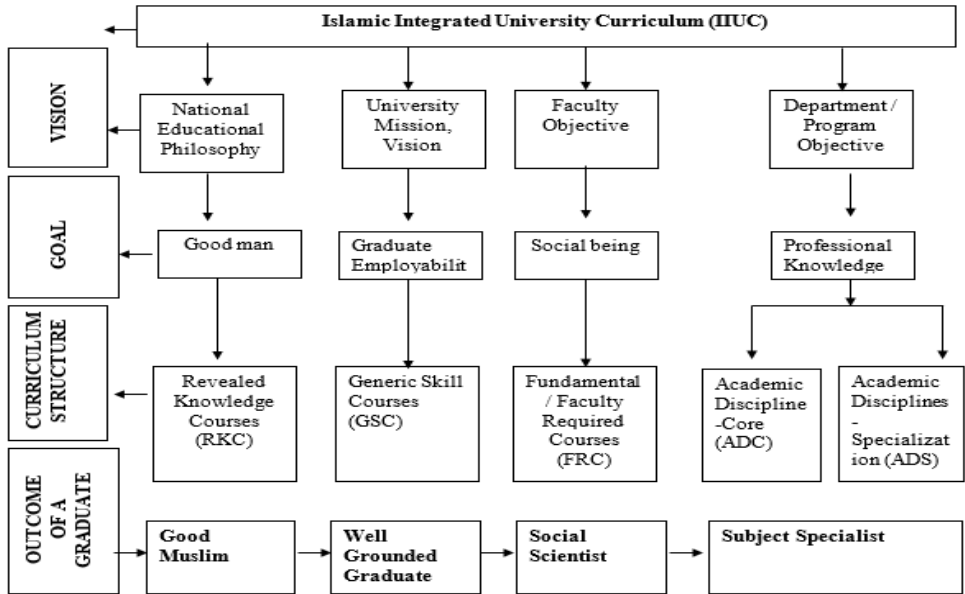 Islamic Integrated University Curriculum (IIUC)
VISION
National
Educational
Philosophy
University
Mission,
Vision
Faculty
Objective
Department /
Program
Objective
GOAL
Good man
Graduate
Employabilit
Social being
Professional
Knowledge
CURRICULUM
STRUCTURE
Revealed
Knowledge
Courses
(RKC)
Generic Skill
Courses
(GSC)
Fundamental
/ Faculty
Required
Courses
(FRC)
Academic
Discipline
-Core
(ADC)
Academic
Disciplines
-
Specializat
ion (ADS)
OUTCOME
OF A
GRADUATE
Good
Muslim
Well
Grounded
Graduate
Social
Scientist
Subject Specialist